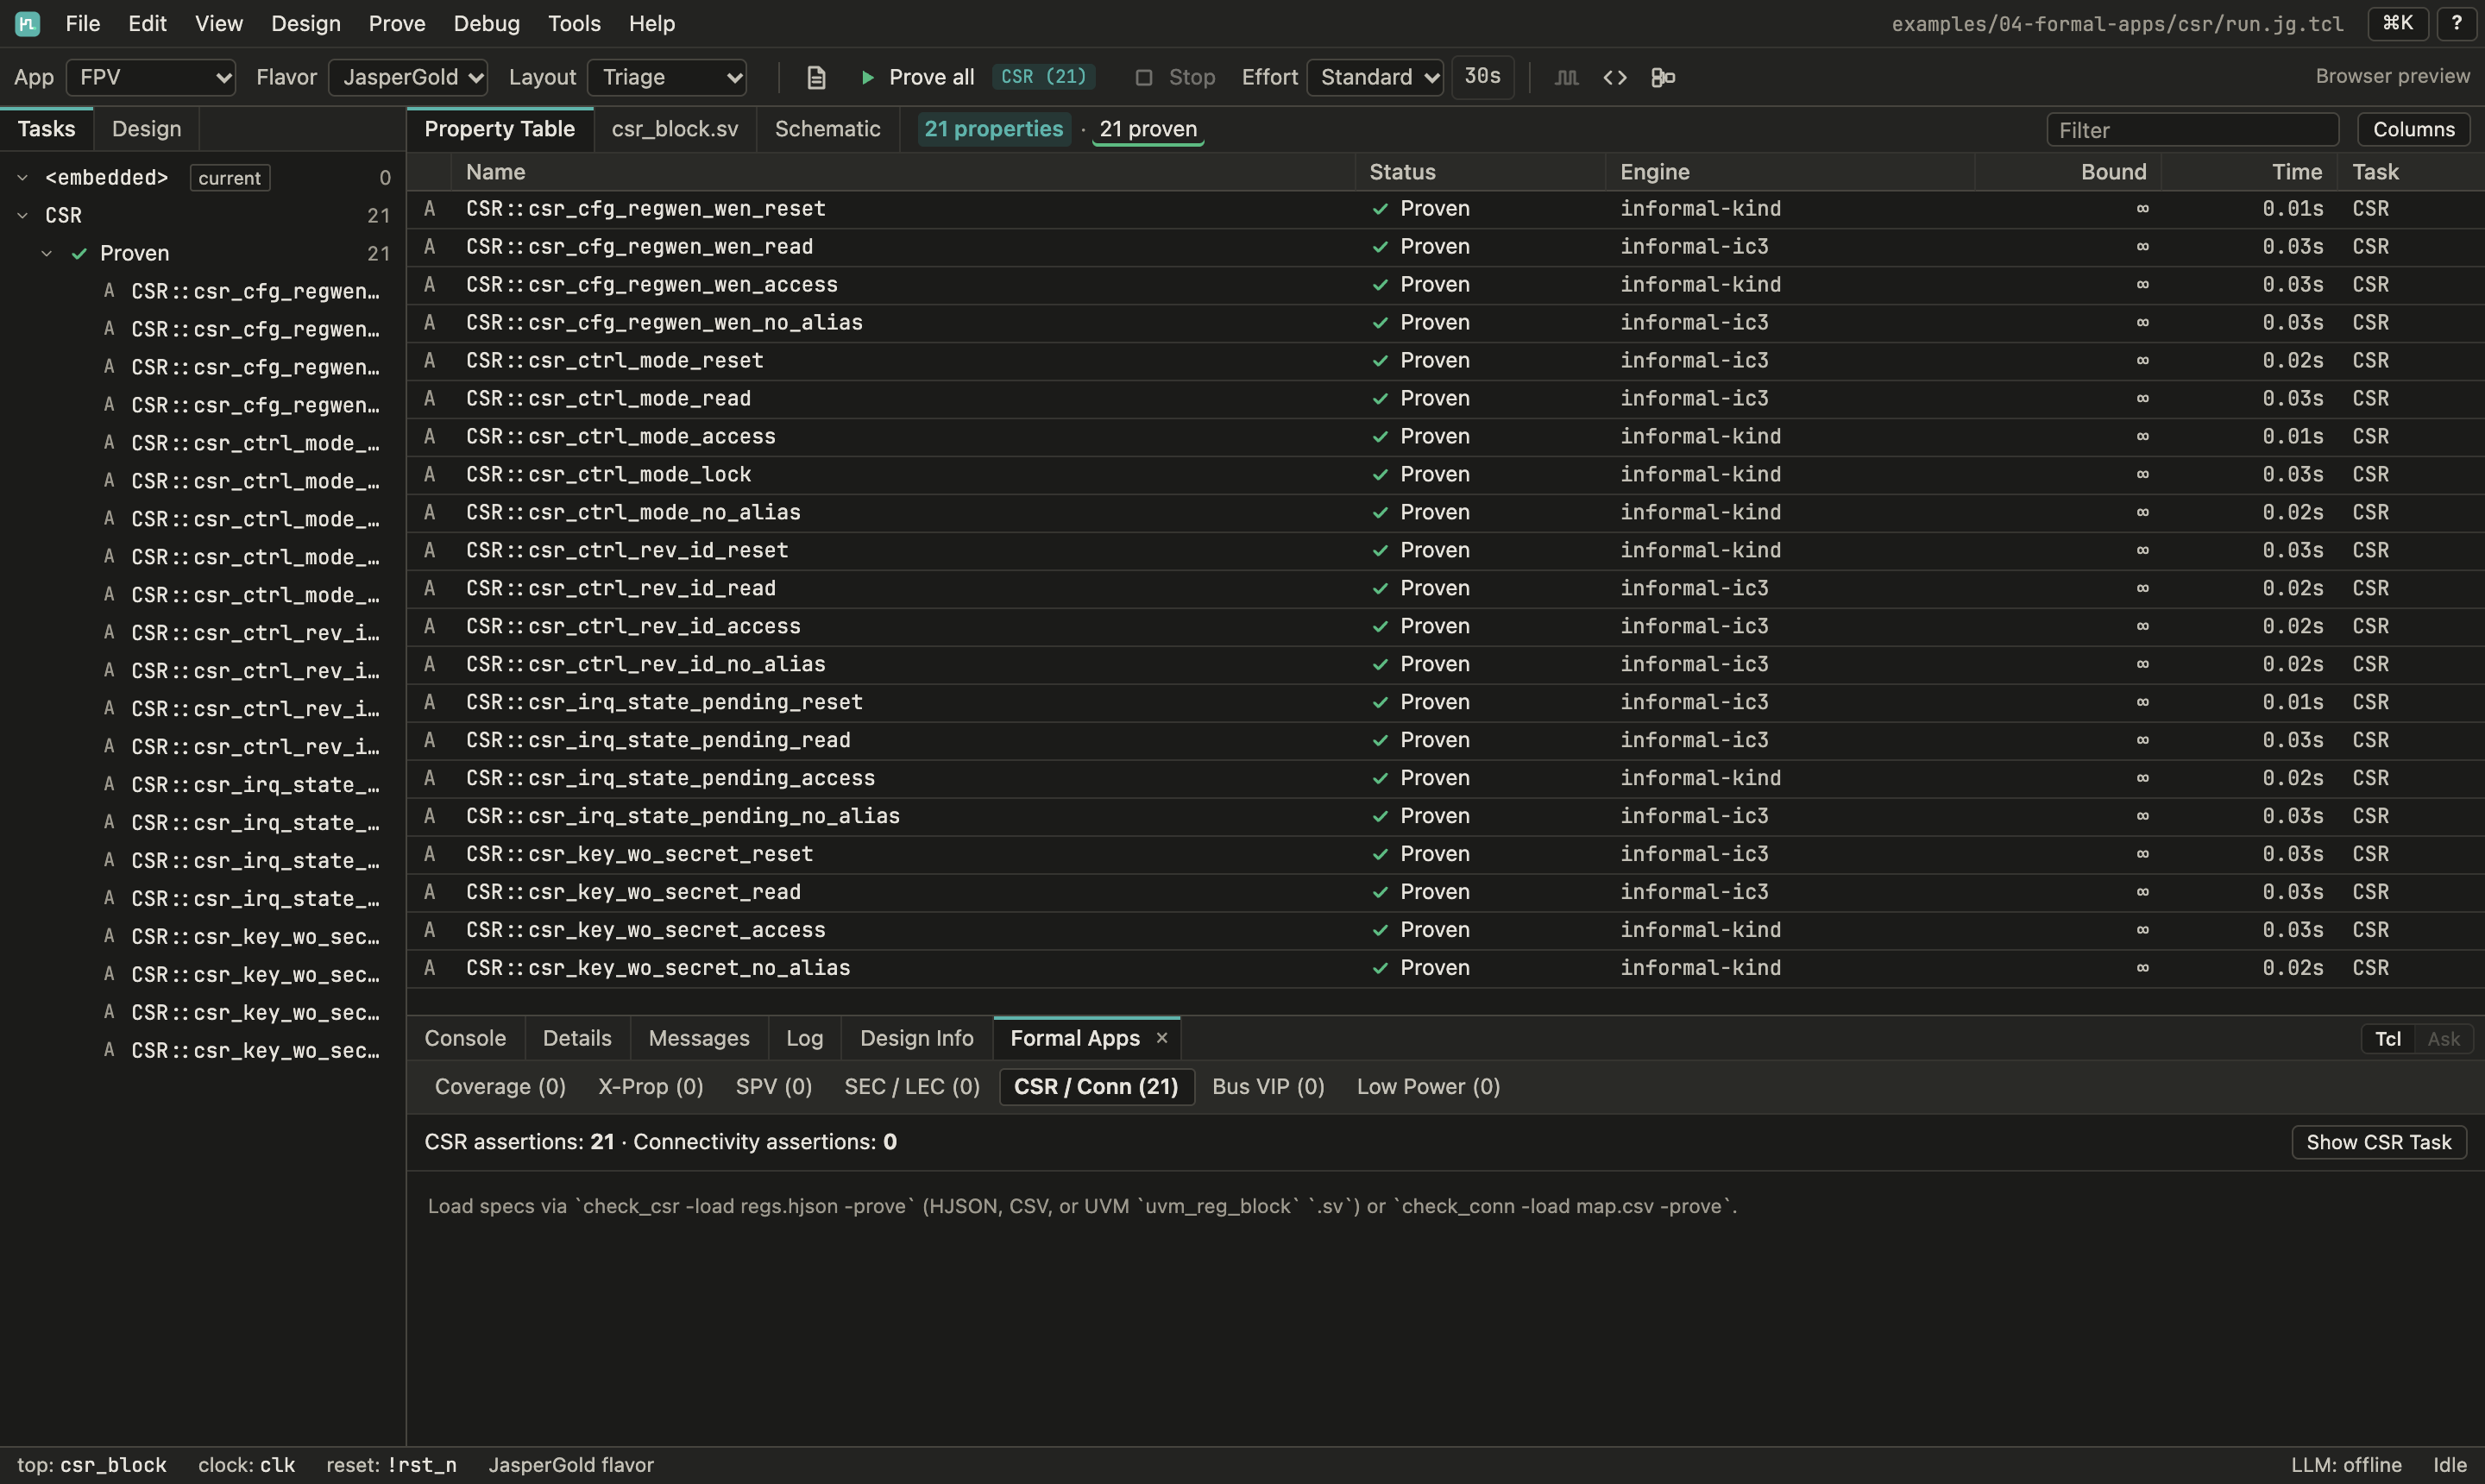 File Edit View Design Prove Debug Tools Help examples/04-formal-apps/csr/run.jg.tcl ⌘K ?
App FPV Flavor JasperGold Layout Triage Prove all CSR (21) Stop Effort Standard 30s Browser preview
Tasks Design
<embedded> current 0
CSR 21
Proven 21
A CSR::csr_cfg_regwen…
A CSR::csr_cfg_regwen…
A CSR::csr_cfg_regwen…
A CSR::csr_cfg_regwen…
A CSR::csr_ctrl_mode_…
A CSR::csr_ctrl_mode_…
A CSR::csr_ctrl_mode_…
A CSR::csr_ctrl_mode_…
A CSR::csr_ctrl_mode_…
A CSR::csr_ctrl_rev_i…
A CSR::csr_ctrl_rev_i…
A CSR::csr_ctrl_rev_i…
A CSR::csr_ctrl_rev_i…
A CSR::csr_irq_state_…
A CSR::csr_irq_state_…
A CSR::csr_irq_state_…
A CSR::csr_irq_state_…
A CSR::csr_key_wo_sec…
A CSR::csr_key_wo_sec…
A CSR::csr_key_wo_sec…
A CSR::csr_key_wo_sec…
Property Table csr_block.sv Schematic 21 properties · 21 proven Filter Columns
Name Status Engine Bound Time Task
A CSR::csr_cfg_regwen_wen_reset Proven informal-kind ∞ 0.01s CSR
A CSR::csr_cfg_regwen_wen_read Proven informal-ic3 ∞ 0.03s CSR
A CSR::csr_cfg_regwen_wen_access Proven informal-kind ∞ 0.03s CSR
A CSR::csr_cfg_regwen_wen_no_alias Proven informal-ic3 ∞ 0.03s CSR
A CSR::csr_ctrl_mode_reset Proven informal-ic3 ∞ 0.02s CSR
A CSR::csr_ctrl_mode_read Proven informal-ic3 ∞ 0.03s CSR
A CSR::csr_ctrl_mode_access Proven informal-kind ∞ 0.01s CSR
A CSR::csr_ctrl_mode_lock Proven informal-kind ∞ 0.03s CSR
A CSR::csr_ctrl_mode_no_alias Proven informal-kind ∞ 0.02s CSR
A CSR::csr_ctrl_rev_id_reset Proven informal-kind ∞ 0.03s CSR
A CSR::csr_ctrl_rev_id_read Proven informal-ic3 ∞ 0.02s CSR
A CSR::csr_ctrl_rev_id_access Proven informal-ic3 ∞ 0.02s CSR
A CSR::csr_ctrl_rev_id_no_alias Proven informal-ic3 ∞ 0.02s CSR
A CSR::csr_irq_state_pending_reset Proven informal-ic3 ∞ 0.01s CSR
A CSR::csr_irq_state_pending_read Proven informal-ic3 ∞ 0.03s CSR
A CSR::csr_irq_state_pending_access Proven informal-kind ∞ 0.02s CSR
A CSR::csr_irq_state_pending_no_alias Proven informal-ic3 ∞ 0.03s CSR
A CSR::csr_key_wo_secret_reset Proven informal-ic3 ∞ 0.03s CSR
A CSR::csr_key_wo_secret_read Proven informal-ic3 ∞ 0.03s CSR
A CSR::csr_key_wo_secret_access Proven informal-kind ∞ 0.03s CSR
A CSR::csr_key_wo_secret_no_alias Proven informal-kind ∞ 0.02s CSR
Console Details Messages Log Design Info Formal Apps × Tcl Ask
Coverage (0) X-Prop (0) SPV (0) SEC / LEC (0) CSR / Conn (21) Bus VIP (0) Low Power (0)
CSR assertions: 21 · Connectivity assertions: 0 Show CSR Task
Load specs via `check_csr -load regs.hjson -prove` (HJSON, CSV, or UVM `uvm_reg_block` `.sv`) or `check_conn -load map.csv -prove`.
top: csr_block clock: clk reset: !rst_n JasperGold flavor LLM: offline Idle